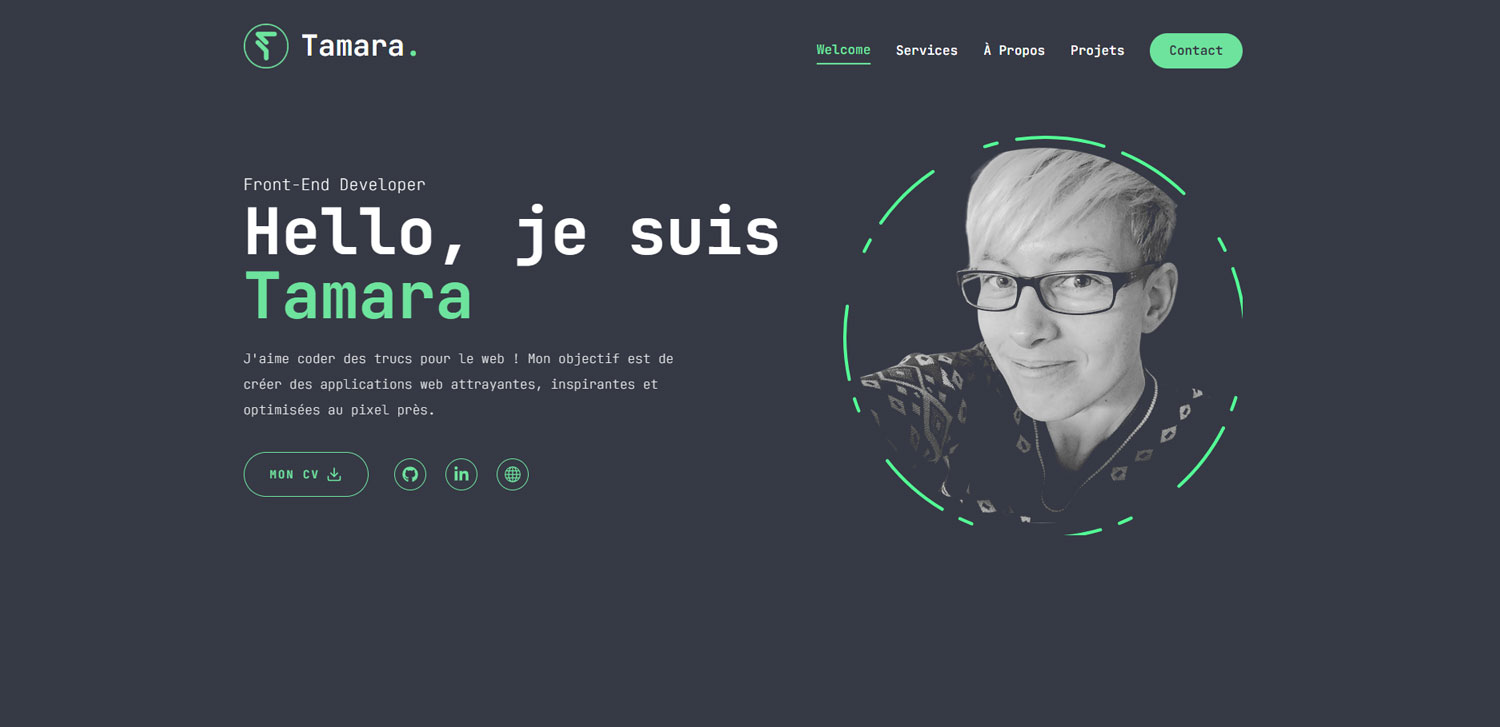 Tamara.
Welcome Services À Propos Projets Contact
Front-End Developer
Hello, je suis
Tamara
J'aime coder des trucs pour le web ! Mon objectif est de
créer des applications web attrayantes, inspirantes et
optimisées au pixel près.
MON CV
in